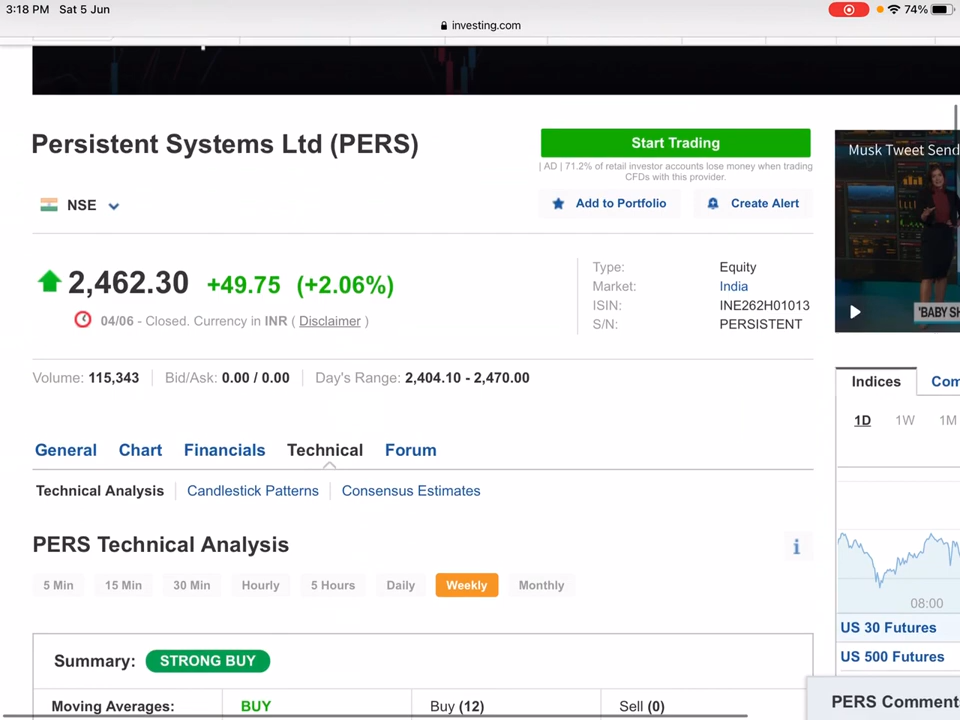 3:18 PM Sat 5 Jun
74%
investing.com
Persistent Systems Ltd (PERS)
Start Trading
| AD | 71.2% of retail investor accounts lose money when trading
CFDs with this provider.
NSE
Add to Portfolio
Create Alert
2,462.30 +49.75 (+2.06%)
04/06 - Closed. Currency in INR ( Disclaimer )
Type: Equity
Market: India
ISIN: INE262H01013
S/N: PERSISTENT
Volume: 115,343 Bid/Ask: 0.00 / 0.00 Day's Range: 2,404.10 - 2,470.00
General Chart Financials Technical Forum
Technical Analysis Candlestick Patterns Consensus Estimates
PERS Technical Analysis
5 Min 15 Min 30 Min Hourly 5 Hours Daily Weekly Monthly
Summary: STRONG BUY
Moving Averages: BUY Buy (12) Sell (0)
Musk Tweet Send
'BABY SH
Indices Com
1D 1W 1M
08:00
US 30 Futures
US 500 Futures
PERS Comment